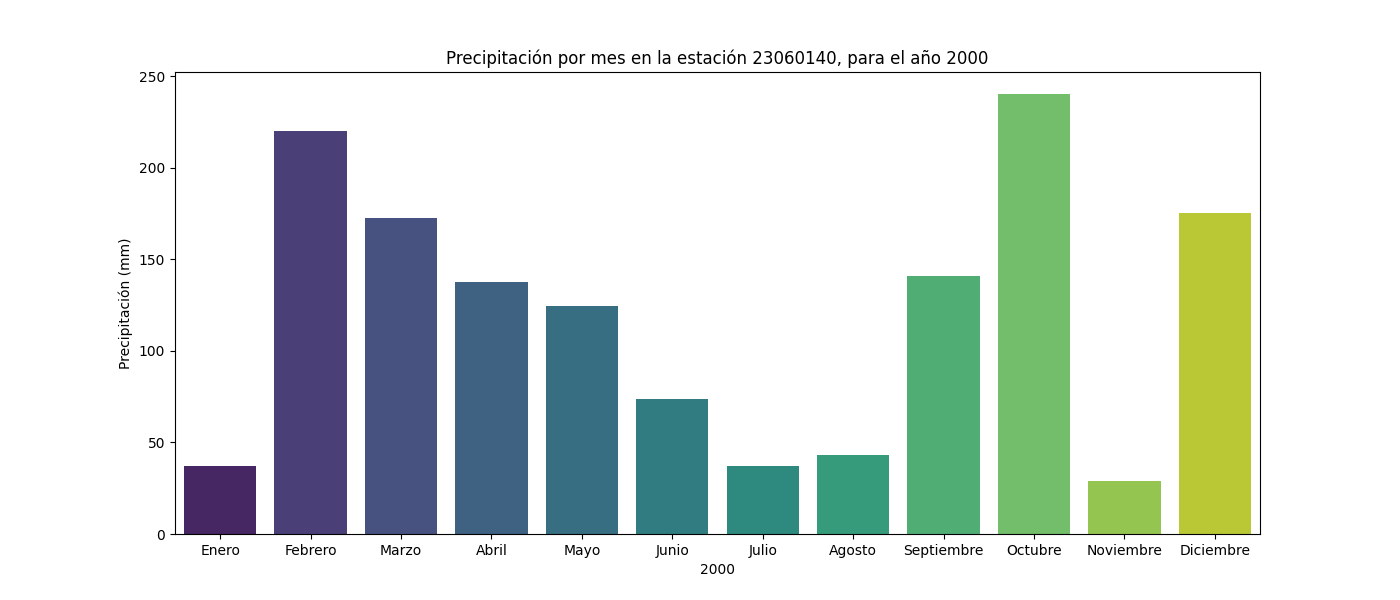 Precipitación por mes en la estación 23060140, para el año 2000
Precipitación (mm)
250
200
150
100
50
0
Enero Febrero Marzo Abril Mayo Junio Julio Agosto Septiembre Octubre Noviembre Diciembre
2000